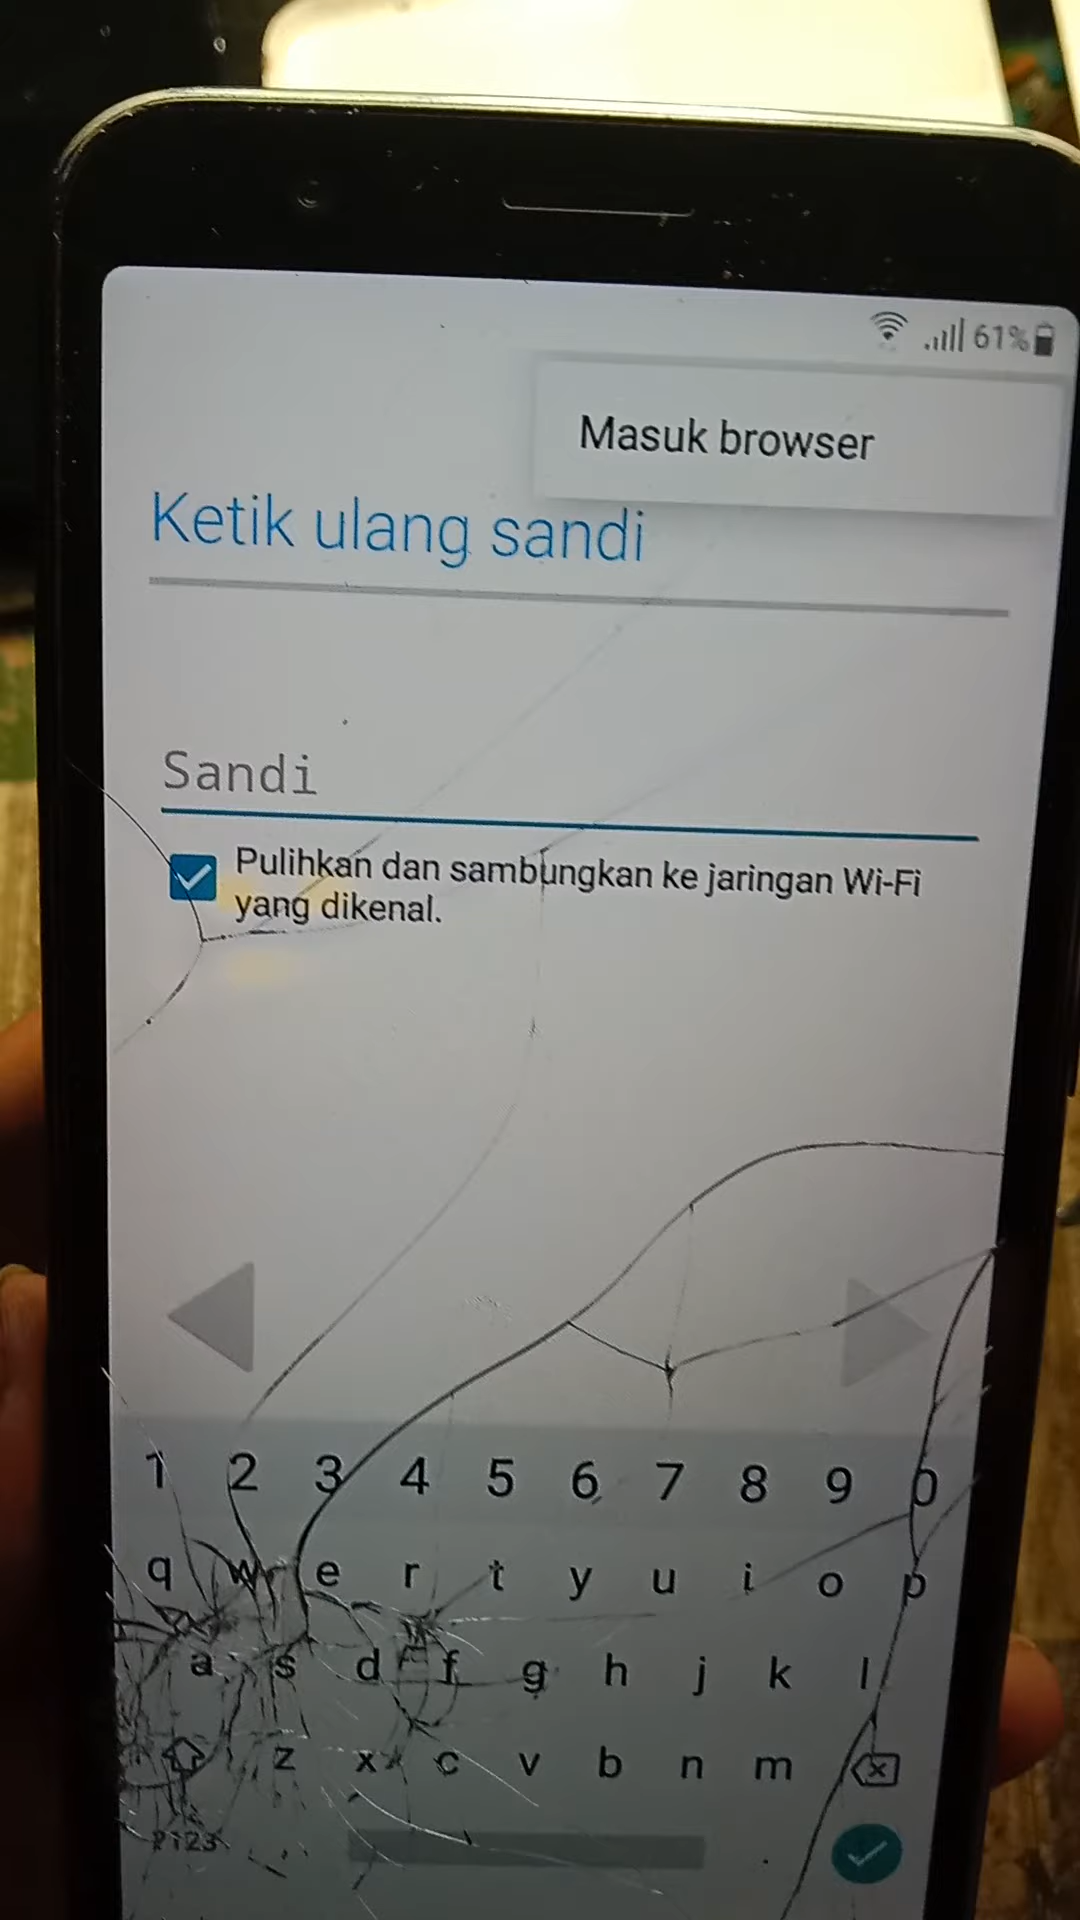 61%
Masuk browser
Ketik ulang sandi
Sandi
Pulihkan dan sambungkan ke jaringan Wi-Fi
yang dikenal.
1 2 3 4 5 6 7 8 9 0
q w e r t y u i o p
a s d f g h j k l
z x c v b n m
?123